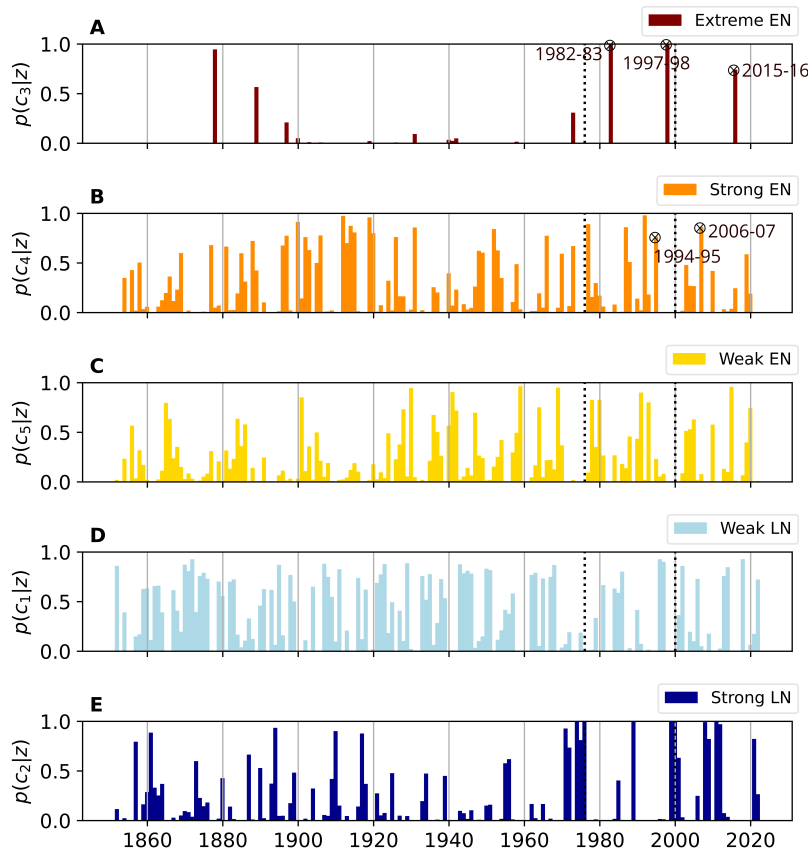 A
Extreme EN
p(c₃|z)
1.0
0.5
0.0
1982-83
1997-98
2015-16
B
Strong EN
p(c₄|z)
1.0
0.5
0.0
1994-95
2006-07
C
Weak EN
p(c₅|z)
1.0
0.5
0.0
D
Weak LN
p(c₁|z)
1.0
0.5
0.0
E
Strong LN
p(c₂|z)
1.0
0.5
0.0
1860 1880 1900 1920 1940 1960 1980 2000 2020